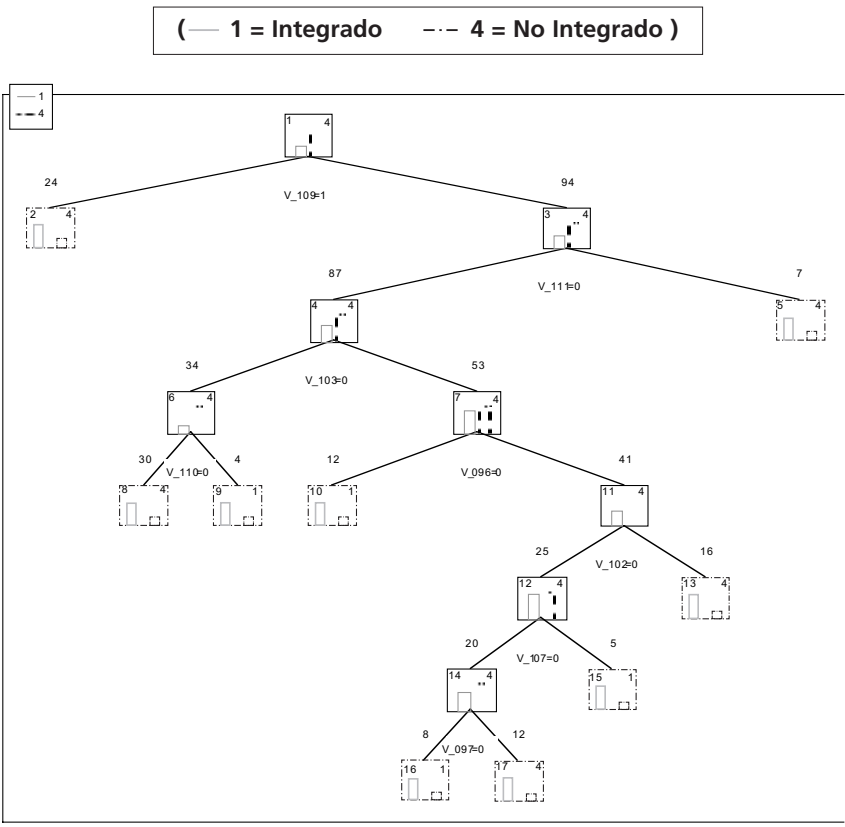 ( 1 = Integrado 4 = No Integrado )
1
4
1 4
24 94
V_109=1
2 4
3 4
87 7
V_111=0
4 4
5 4
34 53
V_103=0
6 4
7 4
30 4 12 41
V_110=0 V_096=0
8 4
9 1
10 1
11 4
25 16
V_102=0
12 4
13 4
20 5
V_107=0
14 4
15 1
8 12
V_097=0
16 1
17 4